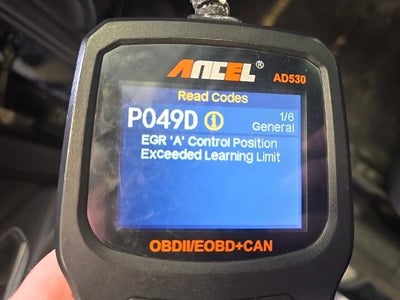 ANCEL®
AD530
Read Codes
P049D i 1/6
General
EGR 'A' Control Position
Exceeded Learning Limit
OBDII/EOBD+CAN